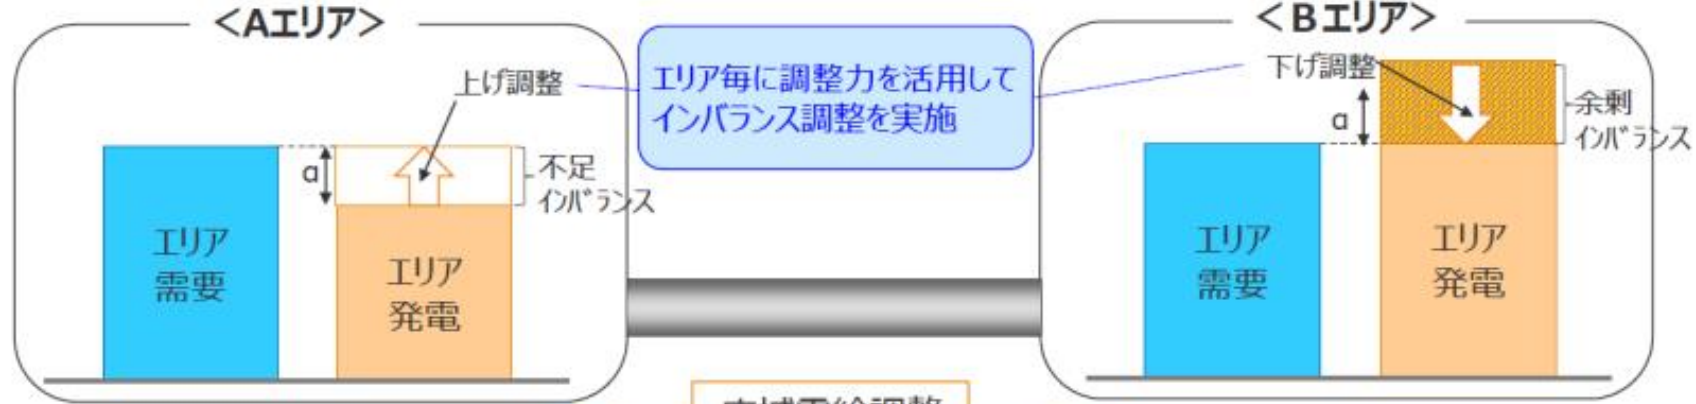 <Aエリア>
上げ調整
α
不足
インバランス
エリア
需要
エリア
発電
エリア毎に調整力を活用して
インバランス調整を実施
<Bエリア>
下げ調整
α
余剰
インバランス
エリア
需要
エリア
発電